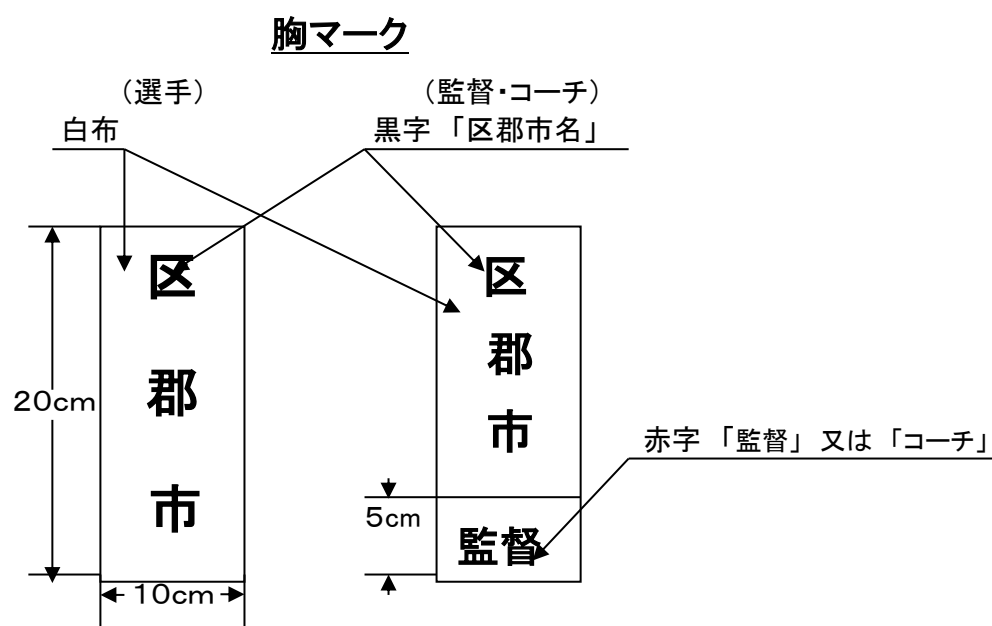 胸マーク
（選手）
（監督・コーチ）
白布
黒字 「区郡市名」
区
郡
市
区
郡
市
20cm
赤字 「監督」 又は 「コーチ」
5cm
監督
10cm